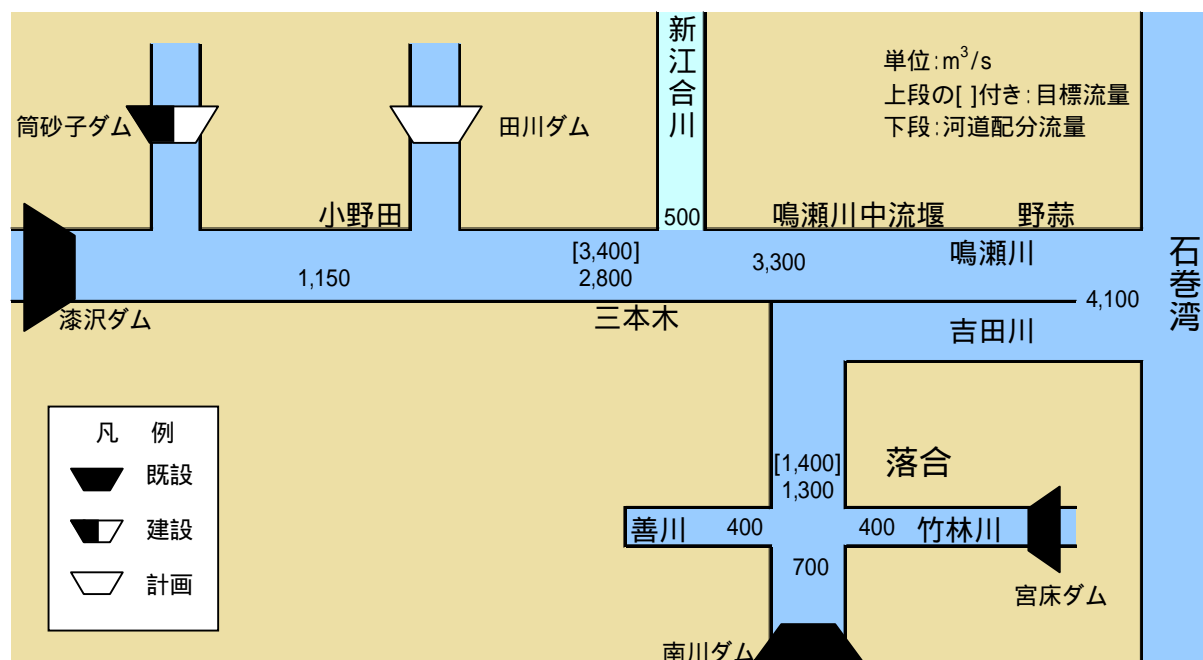 新江合川
単位:m³/s
上段の[ ]付き:目標流量
下段:河道配分流量
筒砂子ダム
田川ダム
小野田
500
鳴瀬川中流堰
野蒜
[3,400]
2,800
3,300
鳴瀬川
1,150
4,100
石巻湾
漆沢ダム
三本木
吉田川
凡 例
既設
建設
計画
[1,400]
1,300
落合
善川
400
400
竹林川
700
宮床ダム
南川ダム